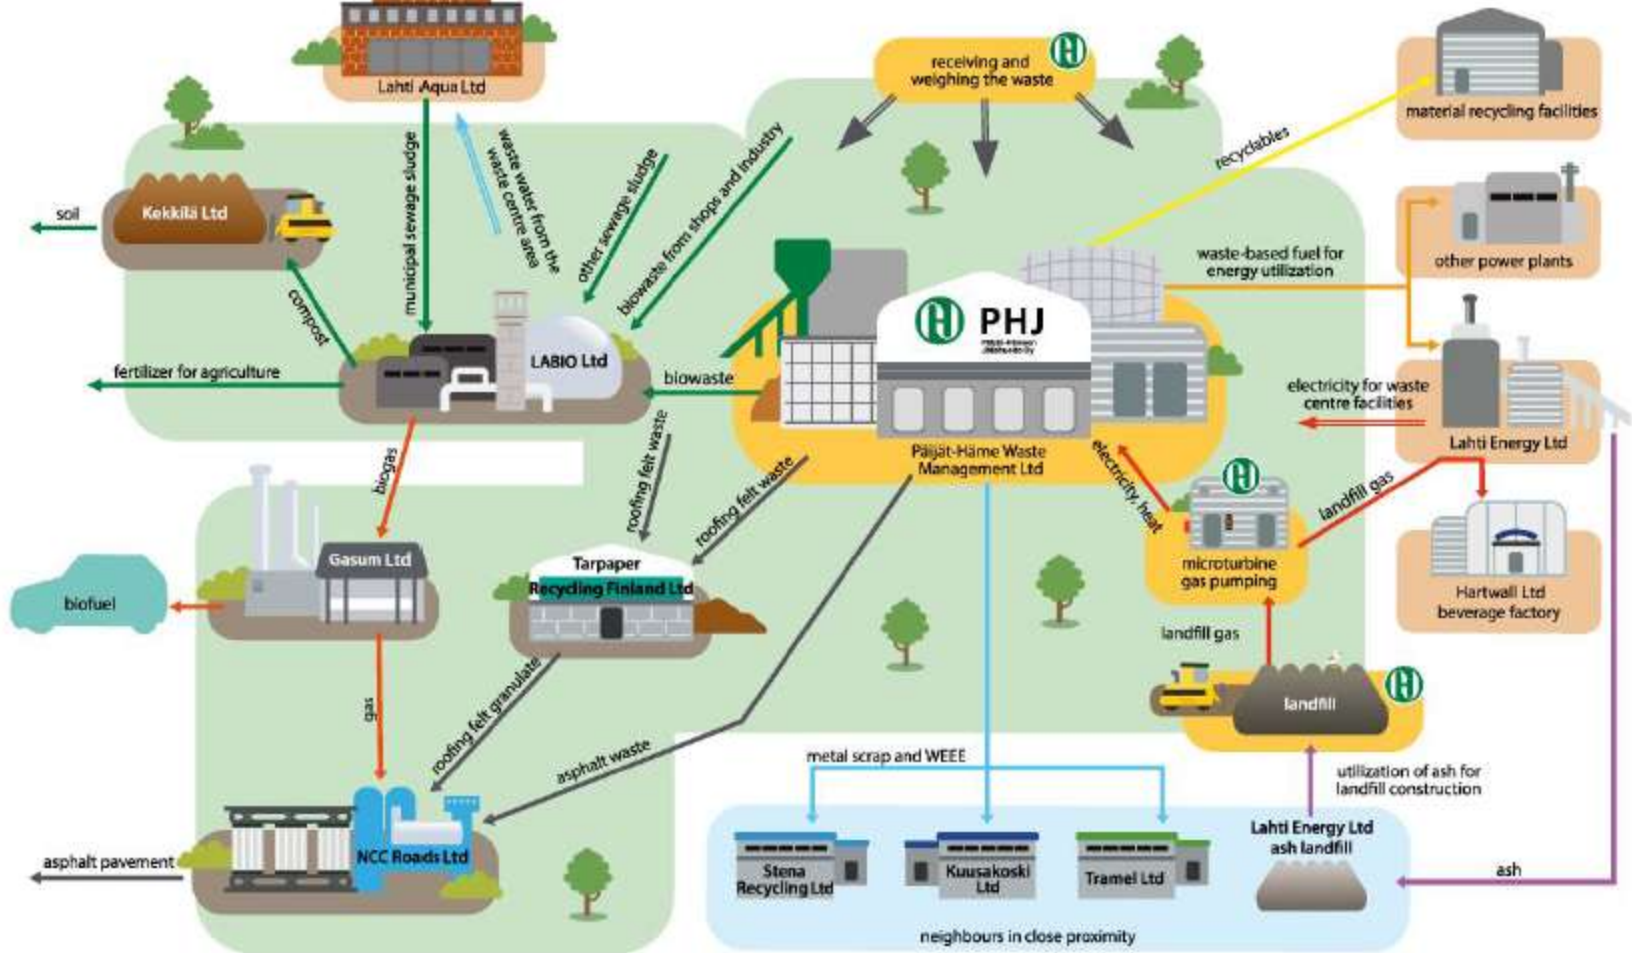 Lahti Aqua Ltd
receiving and
weighing the waste
material recycling facilities
recyclables
municipal sewage sludge
waste water from the
waste centre area
other sewage sludge
biowaste from shops and industry
soil
Kekkilä Ltd
compost
fertilizer for agriculture
LABIO Ltd
biowaste
PHJ
Päijät-Häme Waste
Management Ltd
waste-based fuel for
energy utilization
other power plants
electricity for waste
centre facilities
Lahti Energy Ltd
electricity, heat
landfill gas
microturbine
gas pumping
Hartwall Ltd
beverage factory
landfill gas
landfill
biogas
Gasum Ltd
biofuel
gas
roofing felt waste
roofing felt waste
Tarpaper
Recycling Finland Ltd
roofing felt granulate
asphalt waste
asphalt pavement
NCC Roads Ltd
metal scrap and WEEE
Stena
Recycling Ltd
Kuusakoski
Ltd
Tramel Ltd
utilization of ash for
landfill construction
Lahti Energy Ltd
ash landfill
ash
neighbours in close proximity